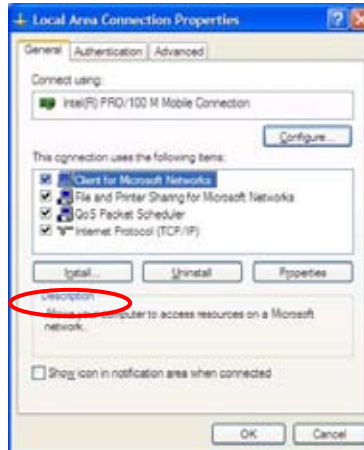 Local Area Connection Properties
General Authentication Advanced
Connect using:
Intel(R) PRO/100 M Mobile Connection
Configure...
This connection uses the following items:
Client for Microsoft Networks
File and Printer Sharing for Microsoft Networks
QoS Packet Scheduler
Internet Protocol (TCP/IP)
Install... Uninstall Properties
Description
Allows your computer to access resources on a Microsoft
network.
Show icon in notification area when connected
OK Cancel